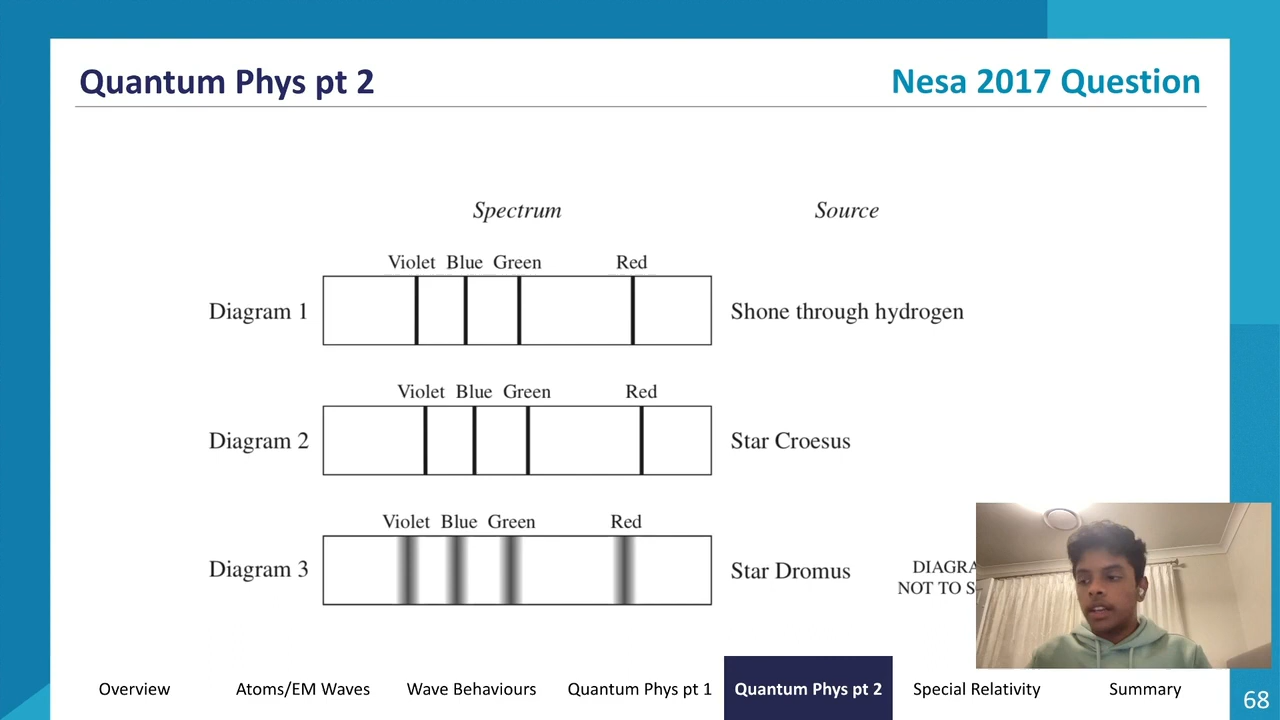 Quantum Phys pt 2
Nesa 2017 Question
Spectrum
Source
Violet Blue Green Red
Diagram 1
Shone through hydrogen
Violet Blue Green Red
Diagram 2
Star Croesus
Violet Blue Green Red
Diagram 3
Star Dromus
NOT TO
Overview
Atoms/EM Waves
Wave Behaviours
Quantum Phys pt 1
Quantum Phys pt 2
Special Relativity
Summary
68